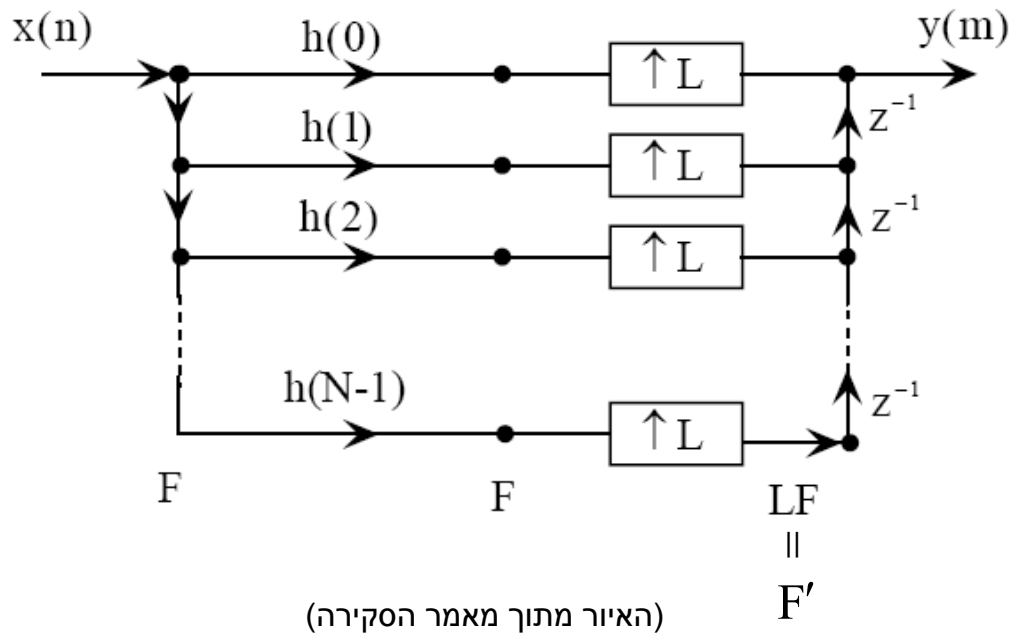 x(n) h(0) ↑ L y(m)
z⁻¹
h(1) ↑ L
z⁻¹
h(2) ↑ L
h(N-1) ↑ L z⁻¹
F F LF
=
F′
(האיור מתוך מאמר הסקירה)